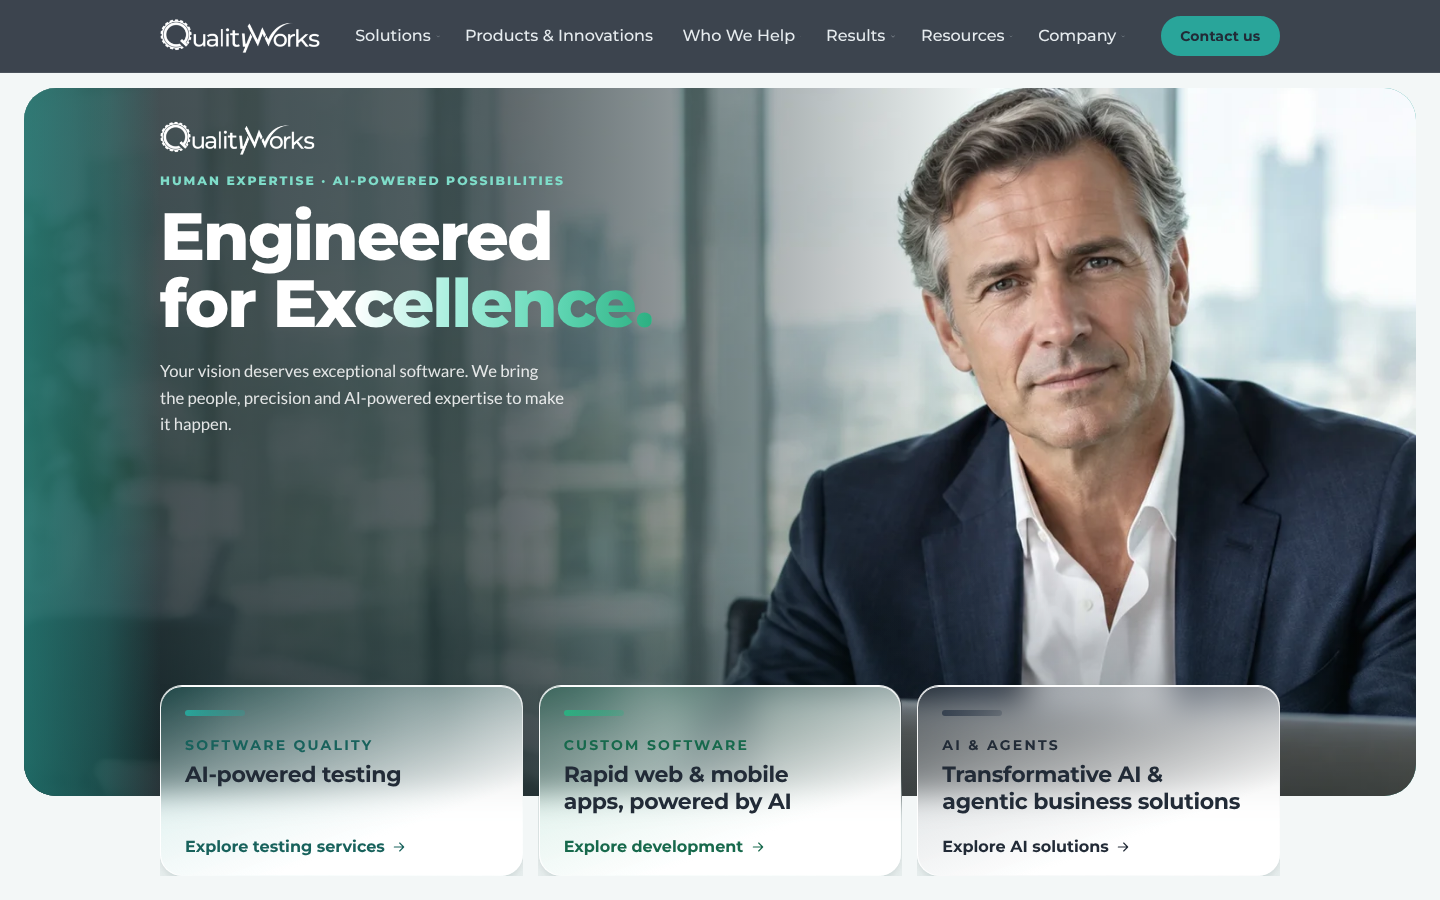 QualityWorks
Solutions
Products & Innovations
Who We Help
Results
Resources
Company
Contact us
QualityWorks
HUMAN EXPERTISE · AI-POWERED POSSIBILITIES
Engineered
for Excellence.
Your vision deserves exceptional software. We bring
the people, precision and AI-powered expertise to make
it happen.
SOFTWARE QUALITY
AI-powered testing
Explore testing services →
CUSTOM SOFTWARE
Rapid web & mobile
apps, powered by AI
Explore development →
AI & AGENTS
Transformative AI &
agentic business solutions
Explore AI solutions →